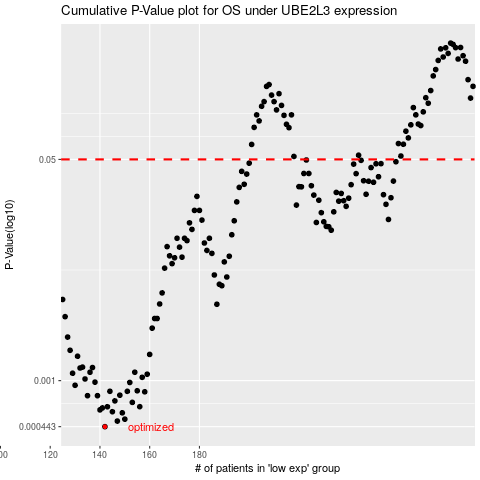 Cumulative P-Value plot for OS under UBE2L3 expression
P-Value(log10)
0.05
0.001
0.000443
optimized
00 120 140 160 180
# of patients in 'low exp' group